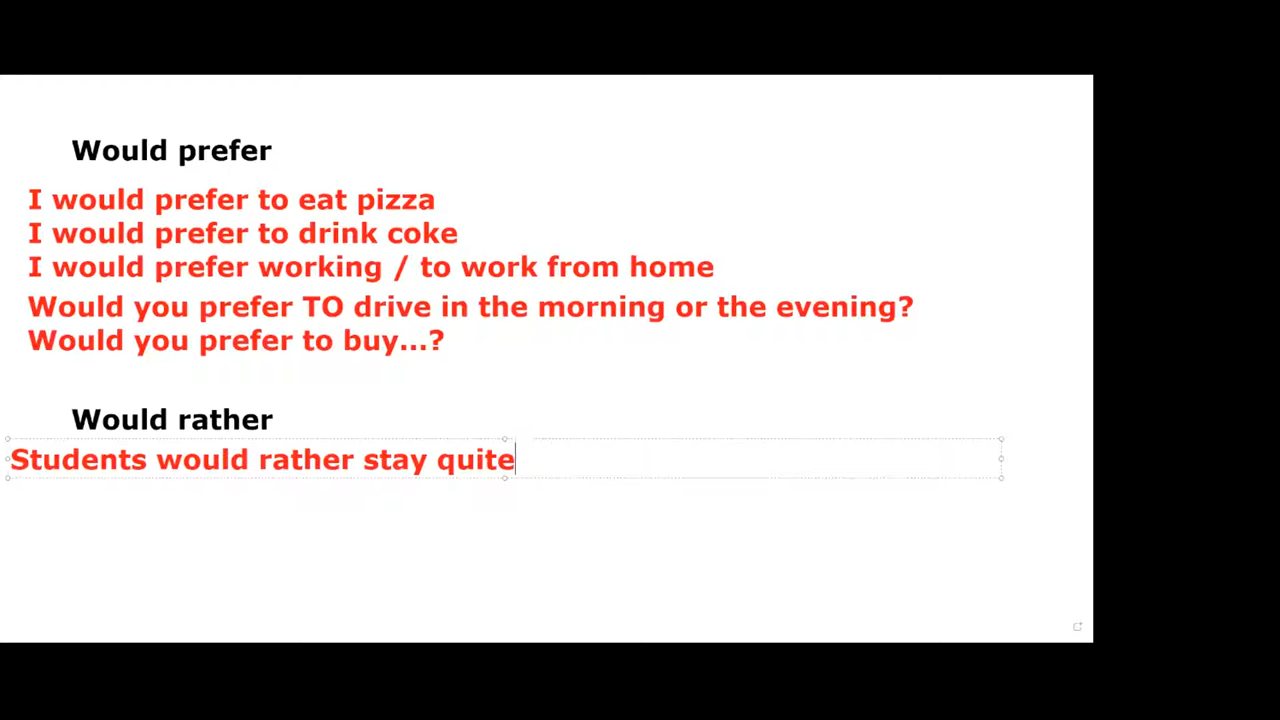 Would prefer
I would prefer to eat pizza
I would prefer to drink coke
I would prefer working / to work from home
Would you prefer TO drive in the morning or the evening?
Would you prefer to buy...?
Would rather
Students would rather stay quite